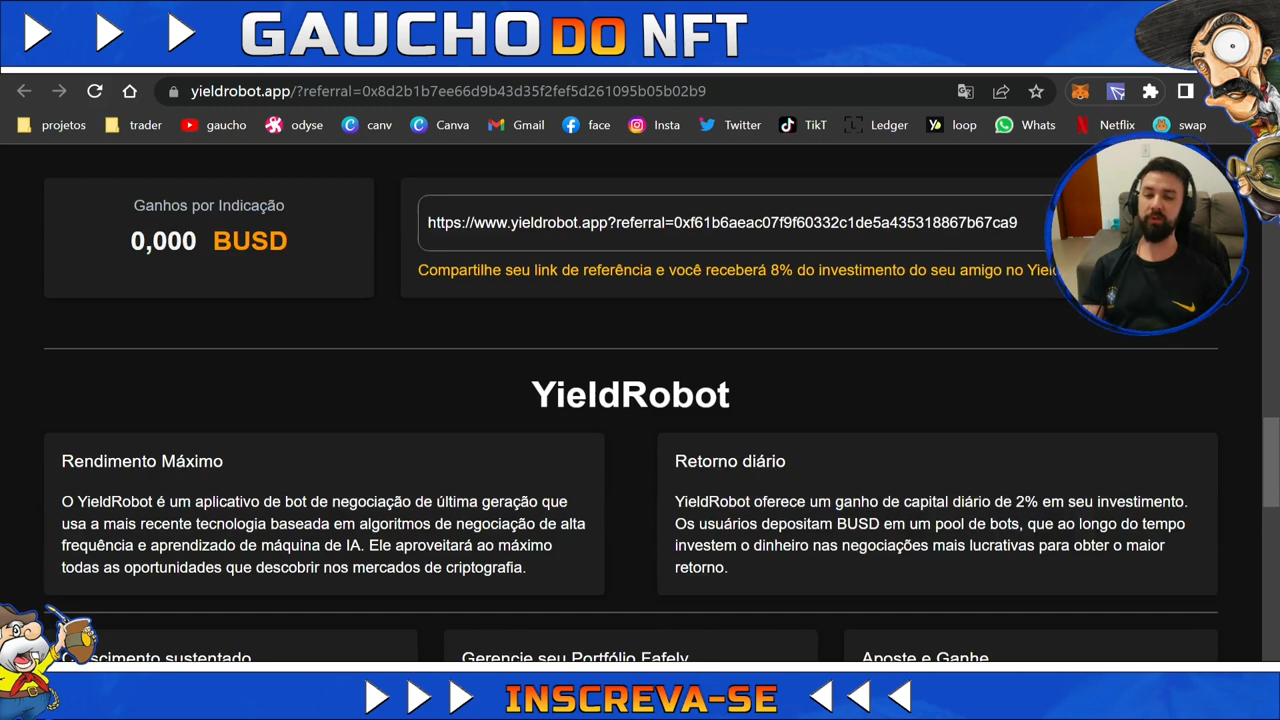 GAUCHO DO NFT
yieldrobot.app/?referral=0x8d2b1b7ee66d9b43d35f2fef5d261095b05b02b9
projetos trader gaucho odyse canv Canva Gmail face Insta Twitter TikT Ledger loop Whats Netflix swap
Ganhos por Indicação
0,000 BUSD
https://www.yieldrobot.app?referral=0xf61b6aeac07f9f60332c1de5a435318867b67ca9
Compartilhe seu link de referência e você receberá 8% do investimento do seu amigo no
YieldRobot
Rendimento Máximo
O YieldRobot é um aplicativo de bot de negociação de última geração que
usa a mais recente tecnologia baseada em algoritmos de negociação de alta
frequência e aprendizado de máquina de IA. Ele aproveitará ao máximo
todas as oportunidades que descobrir nos mercados de criptografia.
Retorno diário
YieldRobot oferece um ganho de capital diário de 2% em seu investimento.
Os usuários depositam BUSD em um pool de bots, que ao longo do tempo
investem o dinheiro nas negociações mais lucrativas para obter o maior
retorno.
Crescimento sustentado
Gerencie seu Portfólio Fafely
Aposte e Ganhe
INSCREVA-SE